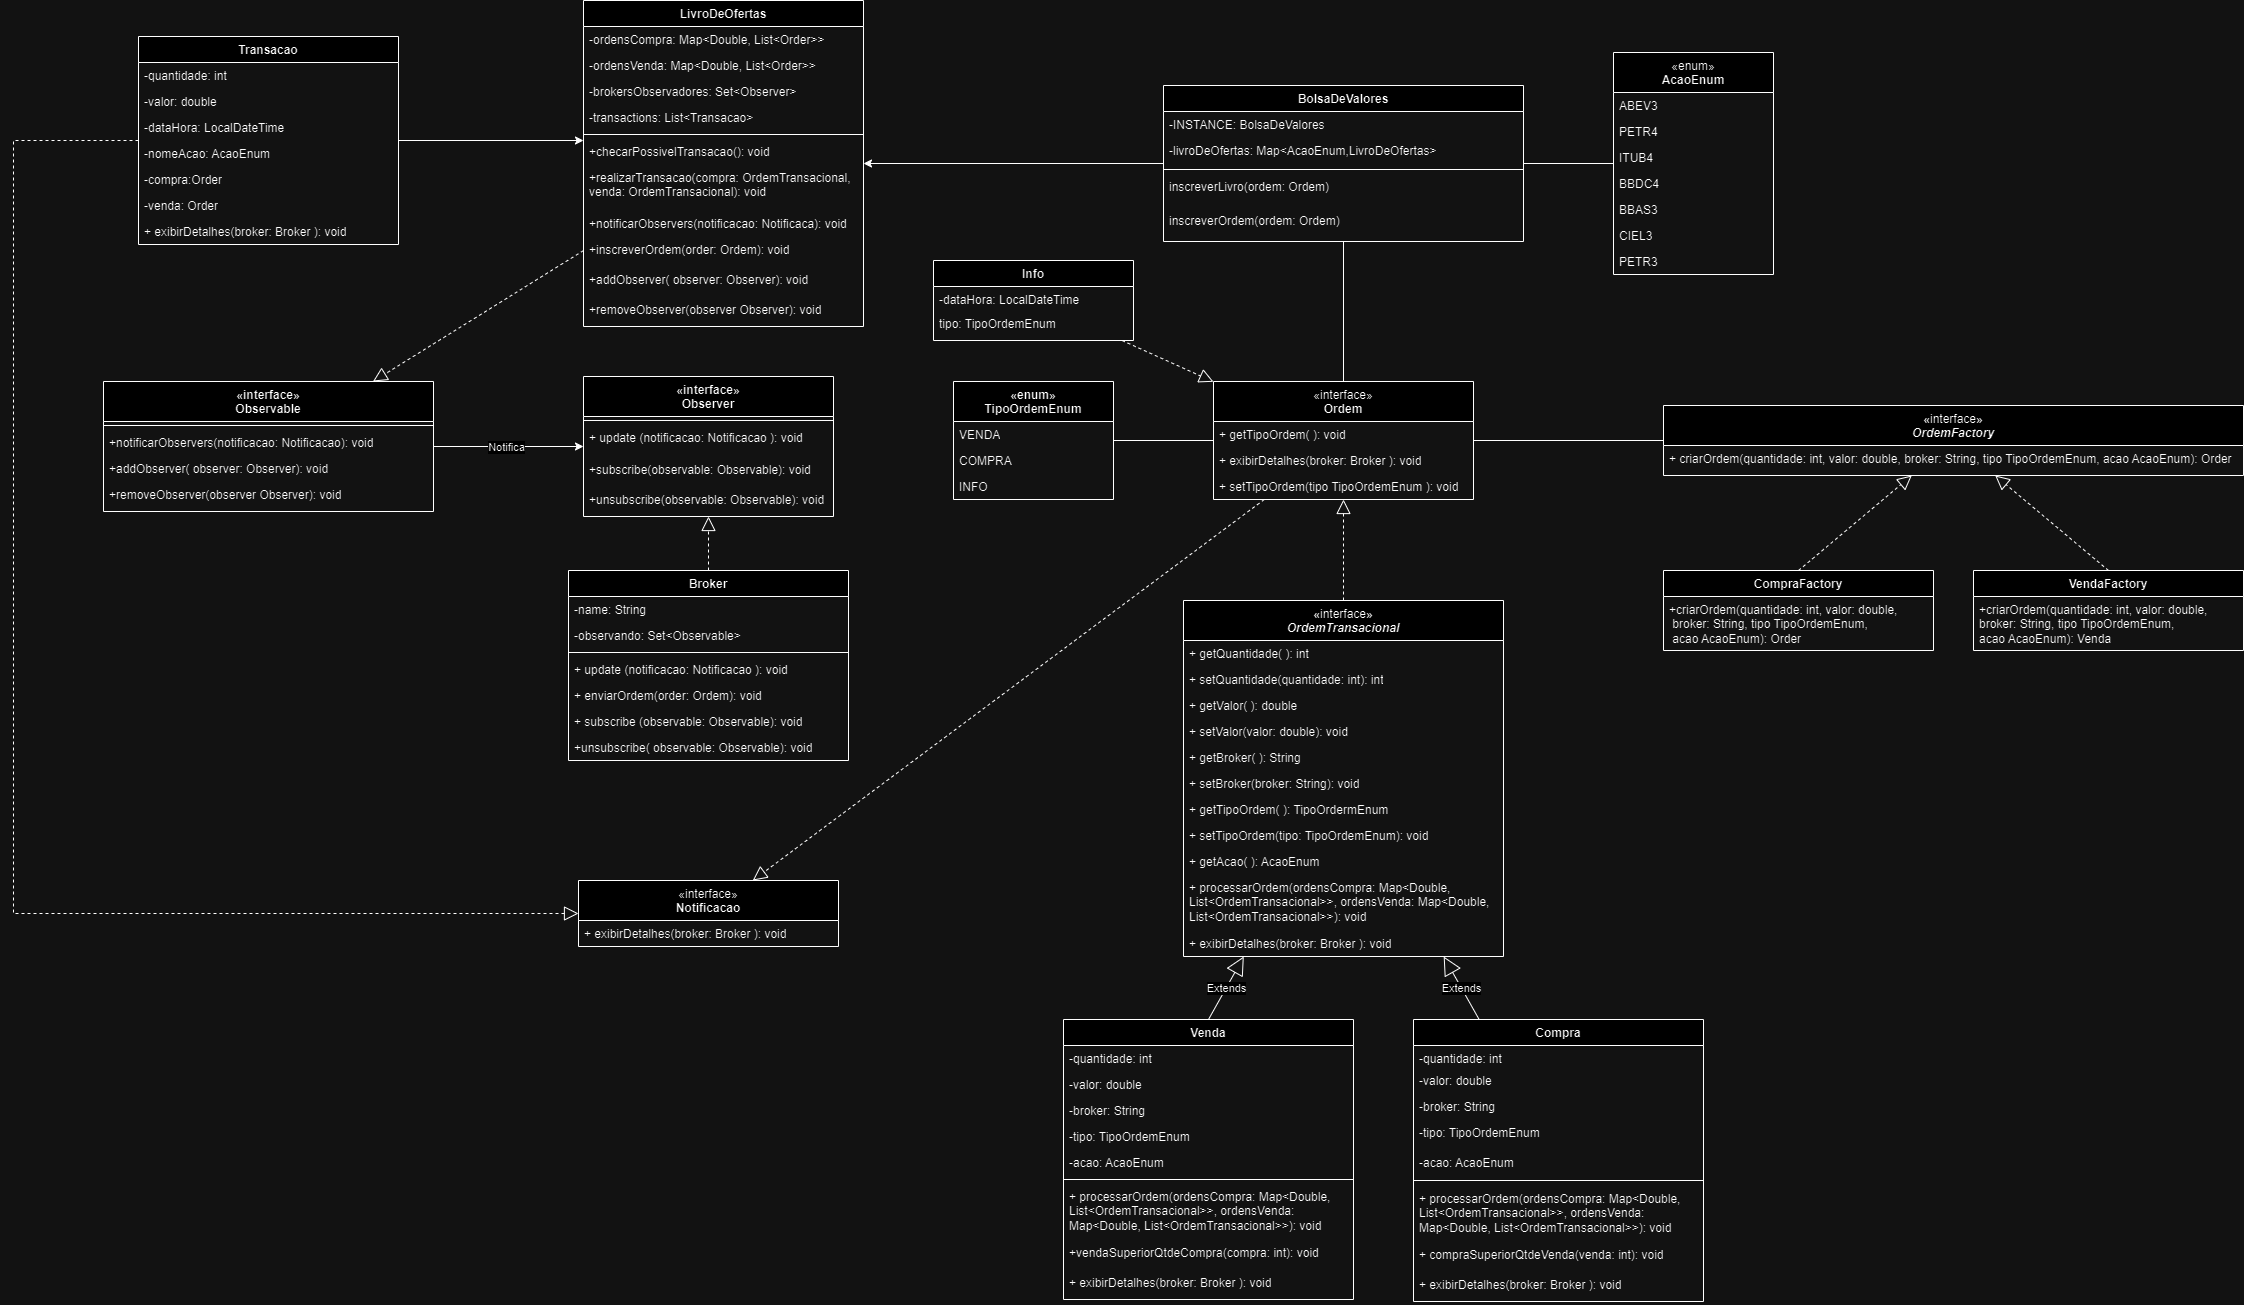 Transacao
-quantidade: int
-valor: double
-dataHora: LocalDateTime
-nomeAcao: AcaoEnum
-compra:Order
-venda: Order
+ exibirDetalhes(broker: Broker ): void
LivroDeOfertas
-ordensCompra: Map<Double, List<Order>>
-ordensVenda: Map<Double, List<Order>>
-brokersObservadores: Set<Observer>
-transactions: List<Transacao>
+checarPossivelTransacao(): void
+realizarTransacao(compra: OrdemTransacional,
venda: OrdemTransacional): void
+notificarObservers(notificacao: Notificaca): void
+inscreverOrdem(order: Ordem): void
+addObserver( observer: Observer): void
+removeObserver(observer Observer): void
BolsaDeValores
-INSTANCE: BolsaDeValores
-livroDeOfertas: Map<AcaoEnum,LivroDeOfertas>
inscreverLivro(ordem: Ordem)
inscreverOrdem(ordem: Ordem)
«enum»
AcaoEnum
ABEV3
PETR4
ITUB4
BBDC4
BBAS3
CIEL3
PETR3
Info
-dataHora: LocalDateTime
tipo: TipoOrdemEnum
«interface»
Observable
+notificarObservers(notificacao: Notificacao): void
+addObserver( observer: Observer): void
+removeObserver(observer Observer): void
Notifica
«interface»
Observer
+ update (notificacao: Notificacao ): void
+subscribe(observable: Observable): void
+unsubscribe(observable: Observable): void
«enum»
TipoOrdemEnum
VENDA
COMPRA
INFO
«interface»
Ordem
+ getTipoOrdem( ): void
+ exibirDetalhes(broker: Broker ): void
+ setTipoOrdem(tipo TipoOrdemEnum ): void
«interface»
OrdemFactory
+ criarOrdem(quantidade: int, valor: double, broker: String, tipo TipoOrdemEnum, acao AcaoEnum): Order
Broker
-name: String
-observando: Set<Observable>
+ update (notificacao: Notificacao ): void
+ enviarOrdem(order: Ordem): void
+ subscribe (observable: Observable): void
+unsubscribe( observable: Observable): void
CompraFactory
+criarOrdem(quantidade: int, valor: double,
broker: String, tipo TipoOrdemEnum,
acao AcaoEnum): Order
VendaFactory
+criarOrdem(quantidade: int, valor: double,
broker: String, tipo TipoOrdemEnum,
acao AcaoEnum): Venda
«interface»
OrdemTransacional
+ getQuantidade( ): int
+ setQuantidade(quantidade: int): int
+ getValor( ): double
+ setValor(valor: double): void
+ getBroker( ): String
+ setBroker(broker: String): void
+ getTipoOrdem( ): TipoOrdermEnum
+ setTipoOrdem(tipo: TipoOrdemEnum): void
+ getAcao( ): AcaoEnum
+ processarOrdem(ordensCompra: Map<Double,
List<OrdemTransacional>>, ordensVenda: Map<Double,
List<OrdemTransacional>>): void
+ exibirDetalhes(broker: Broker ): void
«interface»
Notificacao
+ exibirDetalhes(broker: Broker ): void
Extends
Extends
Venda
-quantidade: int
-valor: double
-broker: String
-tipo: TipoOrdemEnum
-acao: AcaoEnum
+ processarOrdem(ordensCompra: Map<Double,
List<OrdemTransacional>>, ordensVenda:
Map<Double, List<OrdemTransacional>>): void
+vendaSuperiorQtdeCompra(compra: int): void
+ exibirDetalhes(broker: Broker ): void
Compra
-quantidade: int
-valor: double
-broker: String
-tipo: TipoOrdemEnum
-acao: AcaoEnum
+ processarOrdem(ordensCompra: Map<Double,
List<OrdemTransacional>>, ordensVenda:
Map<Double, List<OrdemTransacional>>): void
+ compraSuperiorQtdeVenda(venda: int): void
+ exibirDetalhes(broker: Broker ): void